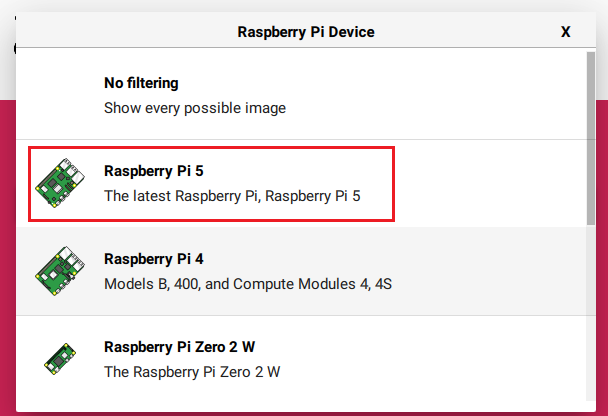 Raspberry Pi Device
X
No filtering
Show every possible image
Raspberry Pi 5
The latest Raspberry Pi, Raspberry Pi 5
Raspberry Pi 4
Models B, 400, and Compute Modules 4, 4S
Raspberry Pi Zero 2 W
The Raspberry Pi Zero 2 W